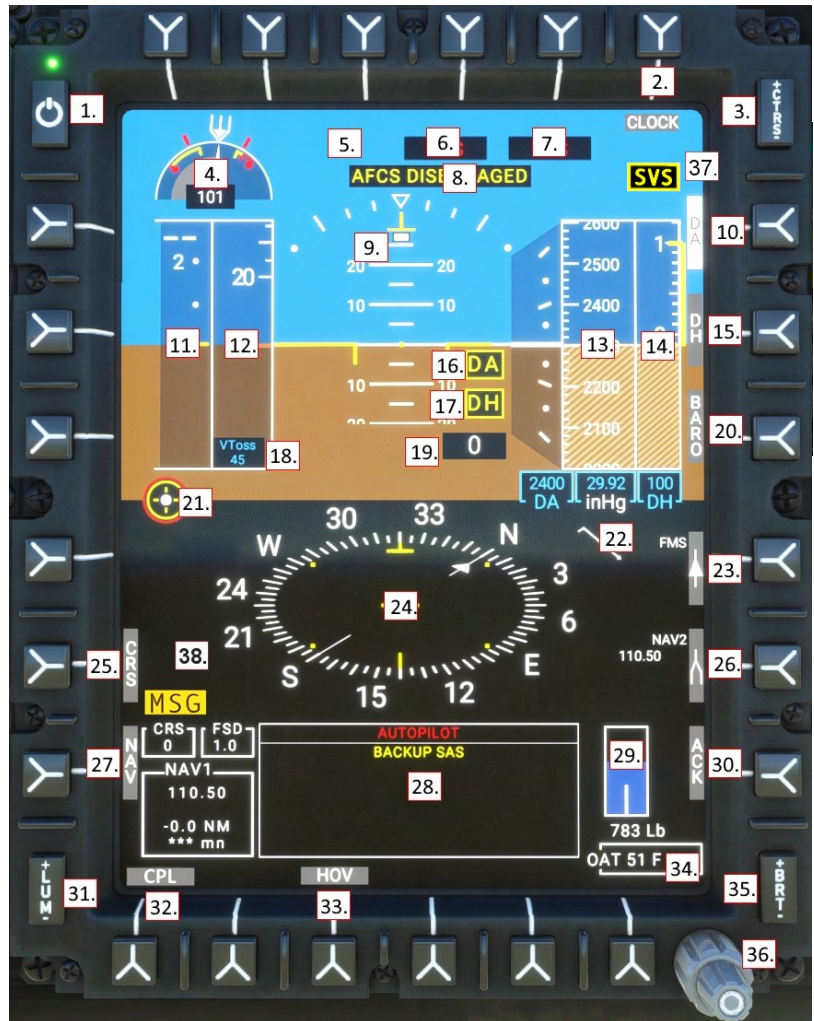 2.
1.
3.
+CTRS-
CLOCK
5.
6.
7.
4.
101
8.
37.
SVS
DA
10.
9.
2600
1
2
20
20
20
2500
10
10
2400
DH
15.
11.
12.
13.
14.
16.
DA
10
10
2200
17.
DH
20
20
2100
BARO
20.
VToss
45
18.
19.
0
21.
2400
DA
29.92
inHg
100
DH
30
33
W
N
22.
FMS
23.
24
3
24.
6
21
25.
CRS
38.
S
E
NAV2
110.50
26.
15
12
MSG
CRS
0
FSD
1.0
AUTOPILOT
BACKUP SAS
27.
NAV
NAV1
110.50
28.
29.
ACK
30.
-0.0 NM
*** mn
783 Lb
OAT 51 F
34.
31.
+LUM-
CPL
32.
HOV
33.
35.
+BRT-
36.